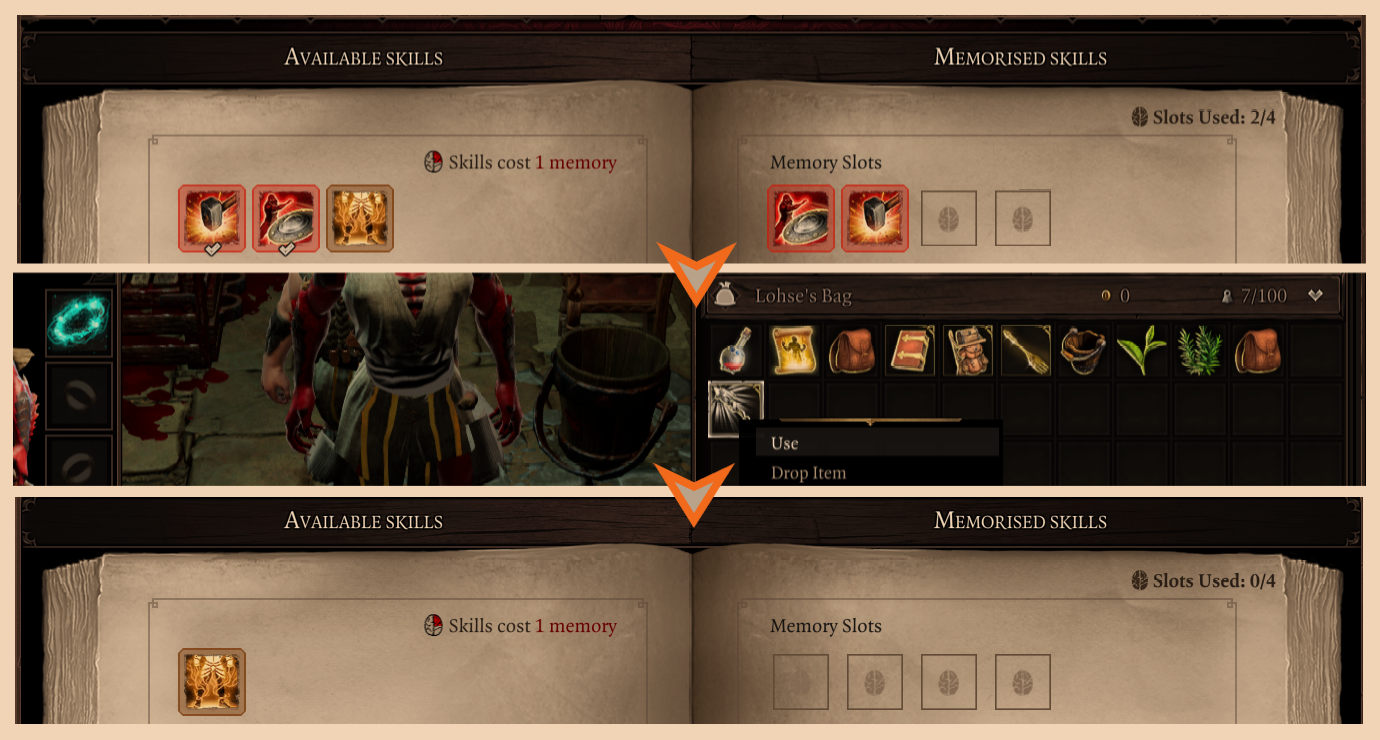 AVAILABLE SKILLS
MEMORISED SKILLS
Slots Used: 2/4
Skills cost 1 memory
Memory Slots
Lohse's Bag
0
7/100
Use
Drop Item
AVAILABLE SKILLS
MEMORISED SKILLS
Slots Used: 0/4
Skills cost 1 memory
Memory Slots